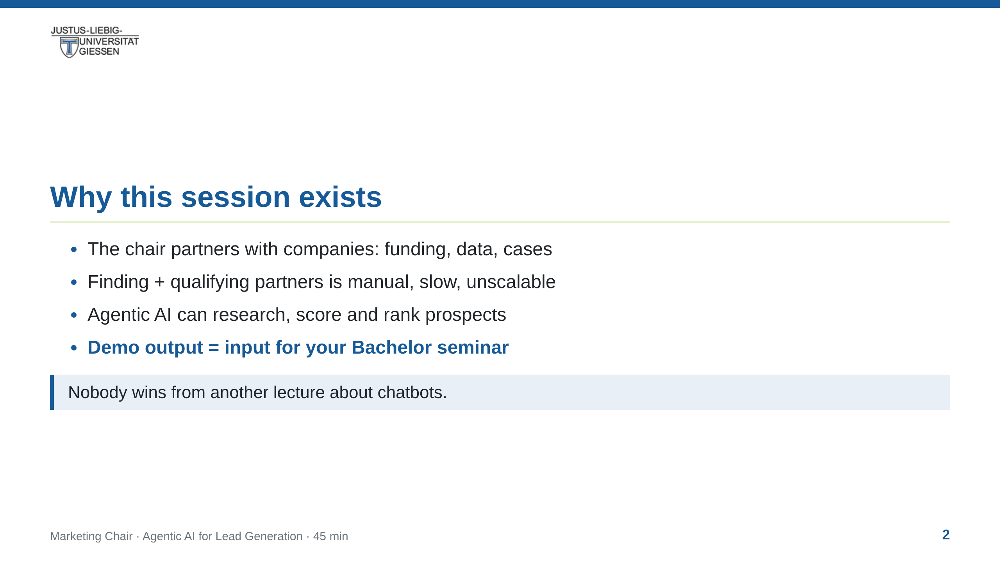 JUSTUS-LIEBIG-
UNIVERSITÄT
GIESSEN
Why this session exists
• The chair partners with companies: funding, data, cases
• Finding + qualifying partners is manual, slow, unscalable
• Agentic AI can research, score and rank prospects
• Demo output = input for your Bachelor seminar
Nobody wins from another lecture about chatbots.
Marketing Chair · Agentic AI for Lead Generation · 45 min
2